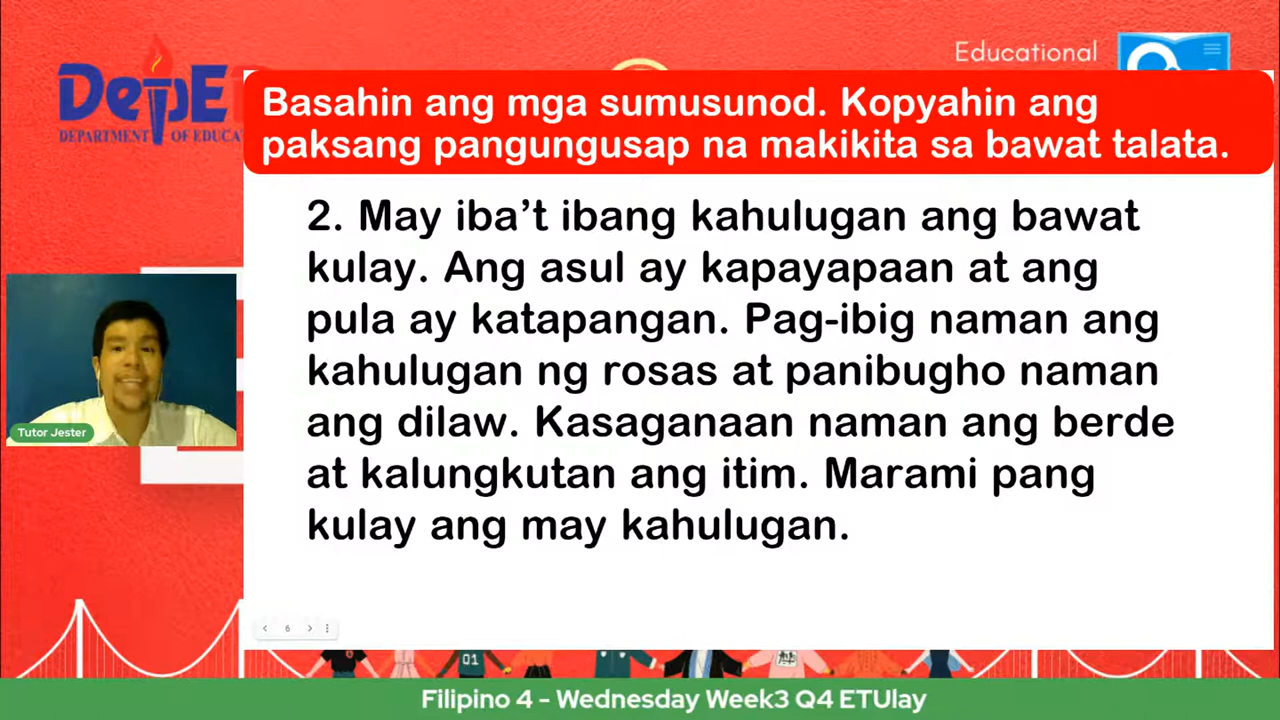 Educational
DepE
DEPARTMENT OF EDUCA
Basahin ang mga sumusunod. Kopyahin ang
paksang pangungusap na makikita sa bawat talata.
2. May iba’t ibang kahulugan ang bawat
kulay. Ang asul ay kapayapaan at ang
pula ay katapangan. Pag-ibig naman ang
kahulugan ng rosas at panibugho naman
ang dilaw. Kasaganaan naman ang berde
at kalungkutan ang itim. Marami pang
kulay ang may kahulugan.
Tutor Jester
6
01
Filipino 4 - Wednesday Week3 Q4 ETUlay